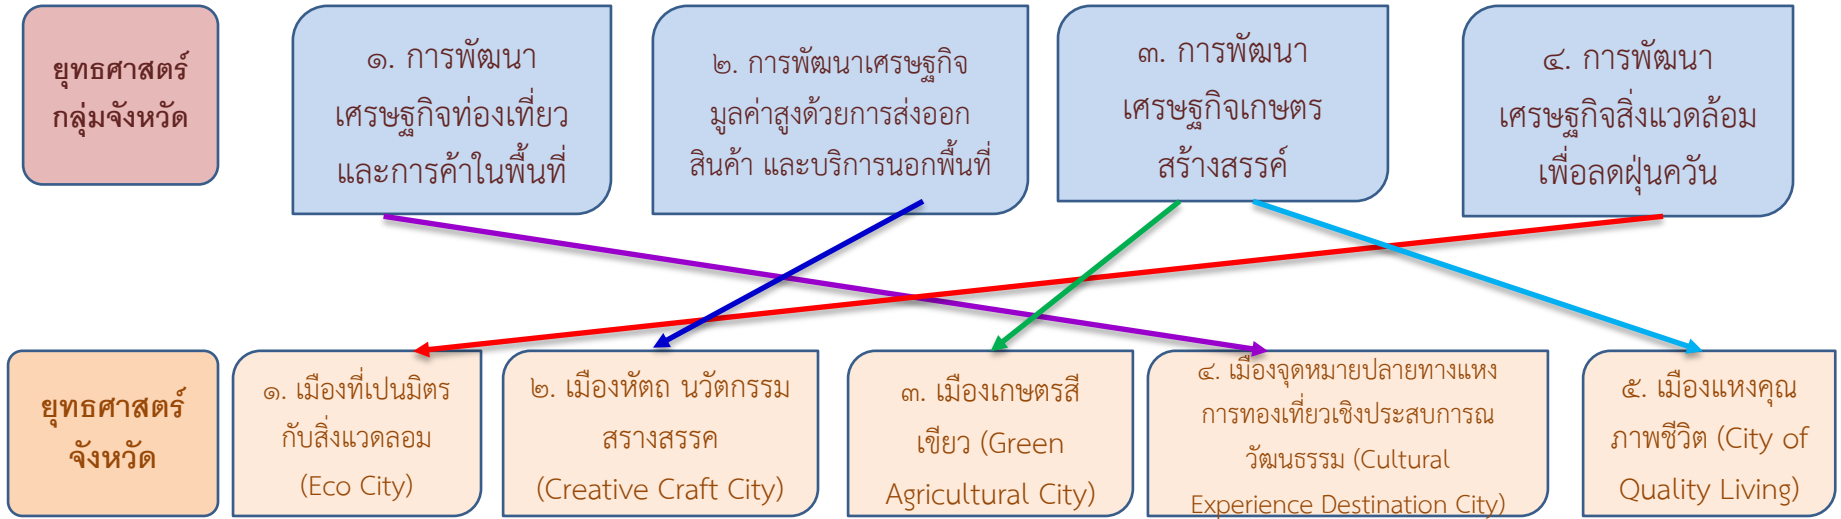 ยุทธศาสตร์
กลุ่มจังหวัด
๑. การพัฒนา
เศรษฐกิจท่องเที่ยว
และการค้าในพื้นที่
๒. การพัฒนาเศรษฐกิจ
มูลค่าสูงด้วยการส่งออก
สินค้า และบริการนอกพื้นที่
๓. การพัฒนา
เศรษฐกิจเกษตร
สร้างสรรค์
๔. การพัฒนา
เศรษฐกิจสิ่งแวดล้อม
เพื่อลดฝุ่นควัน
ยุทธศาสตร์
จังหวัด
๑. เมืองที่เปนมิตร
กับสิ่งแวดลอม
(Eco City)
๒. เมืองหัตถ นวัตกรรม
สรางสรรค
(Creative Craft City)
๓. เมืองเกษตรสี
เขียว (Green
Agricultural City)
๔. เมืองจุดหมายปลายทางแหง
การทองเที่ยวเชิงประสบการณ
วัฒนธรรม (Cultural
Experience Destination City)
๕. เมืองแหงคุณ
ภาพชีวิต (City of
Quality Living)